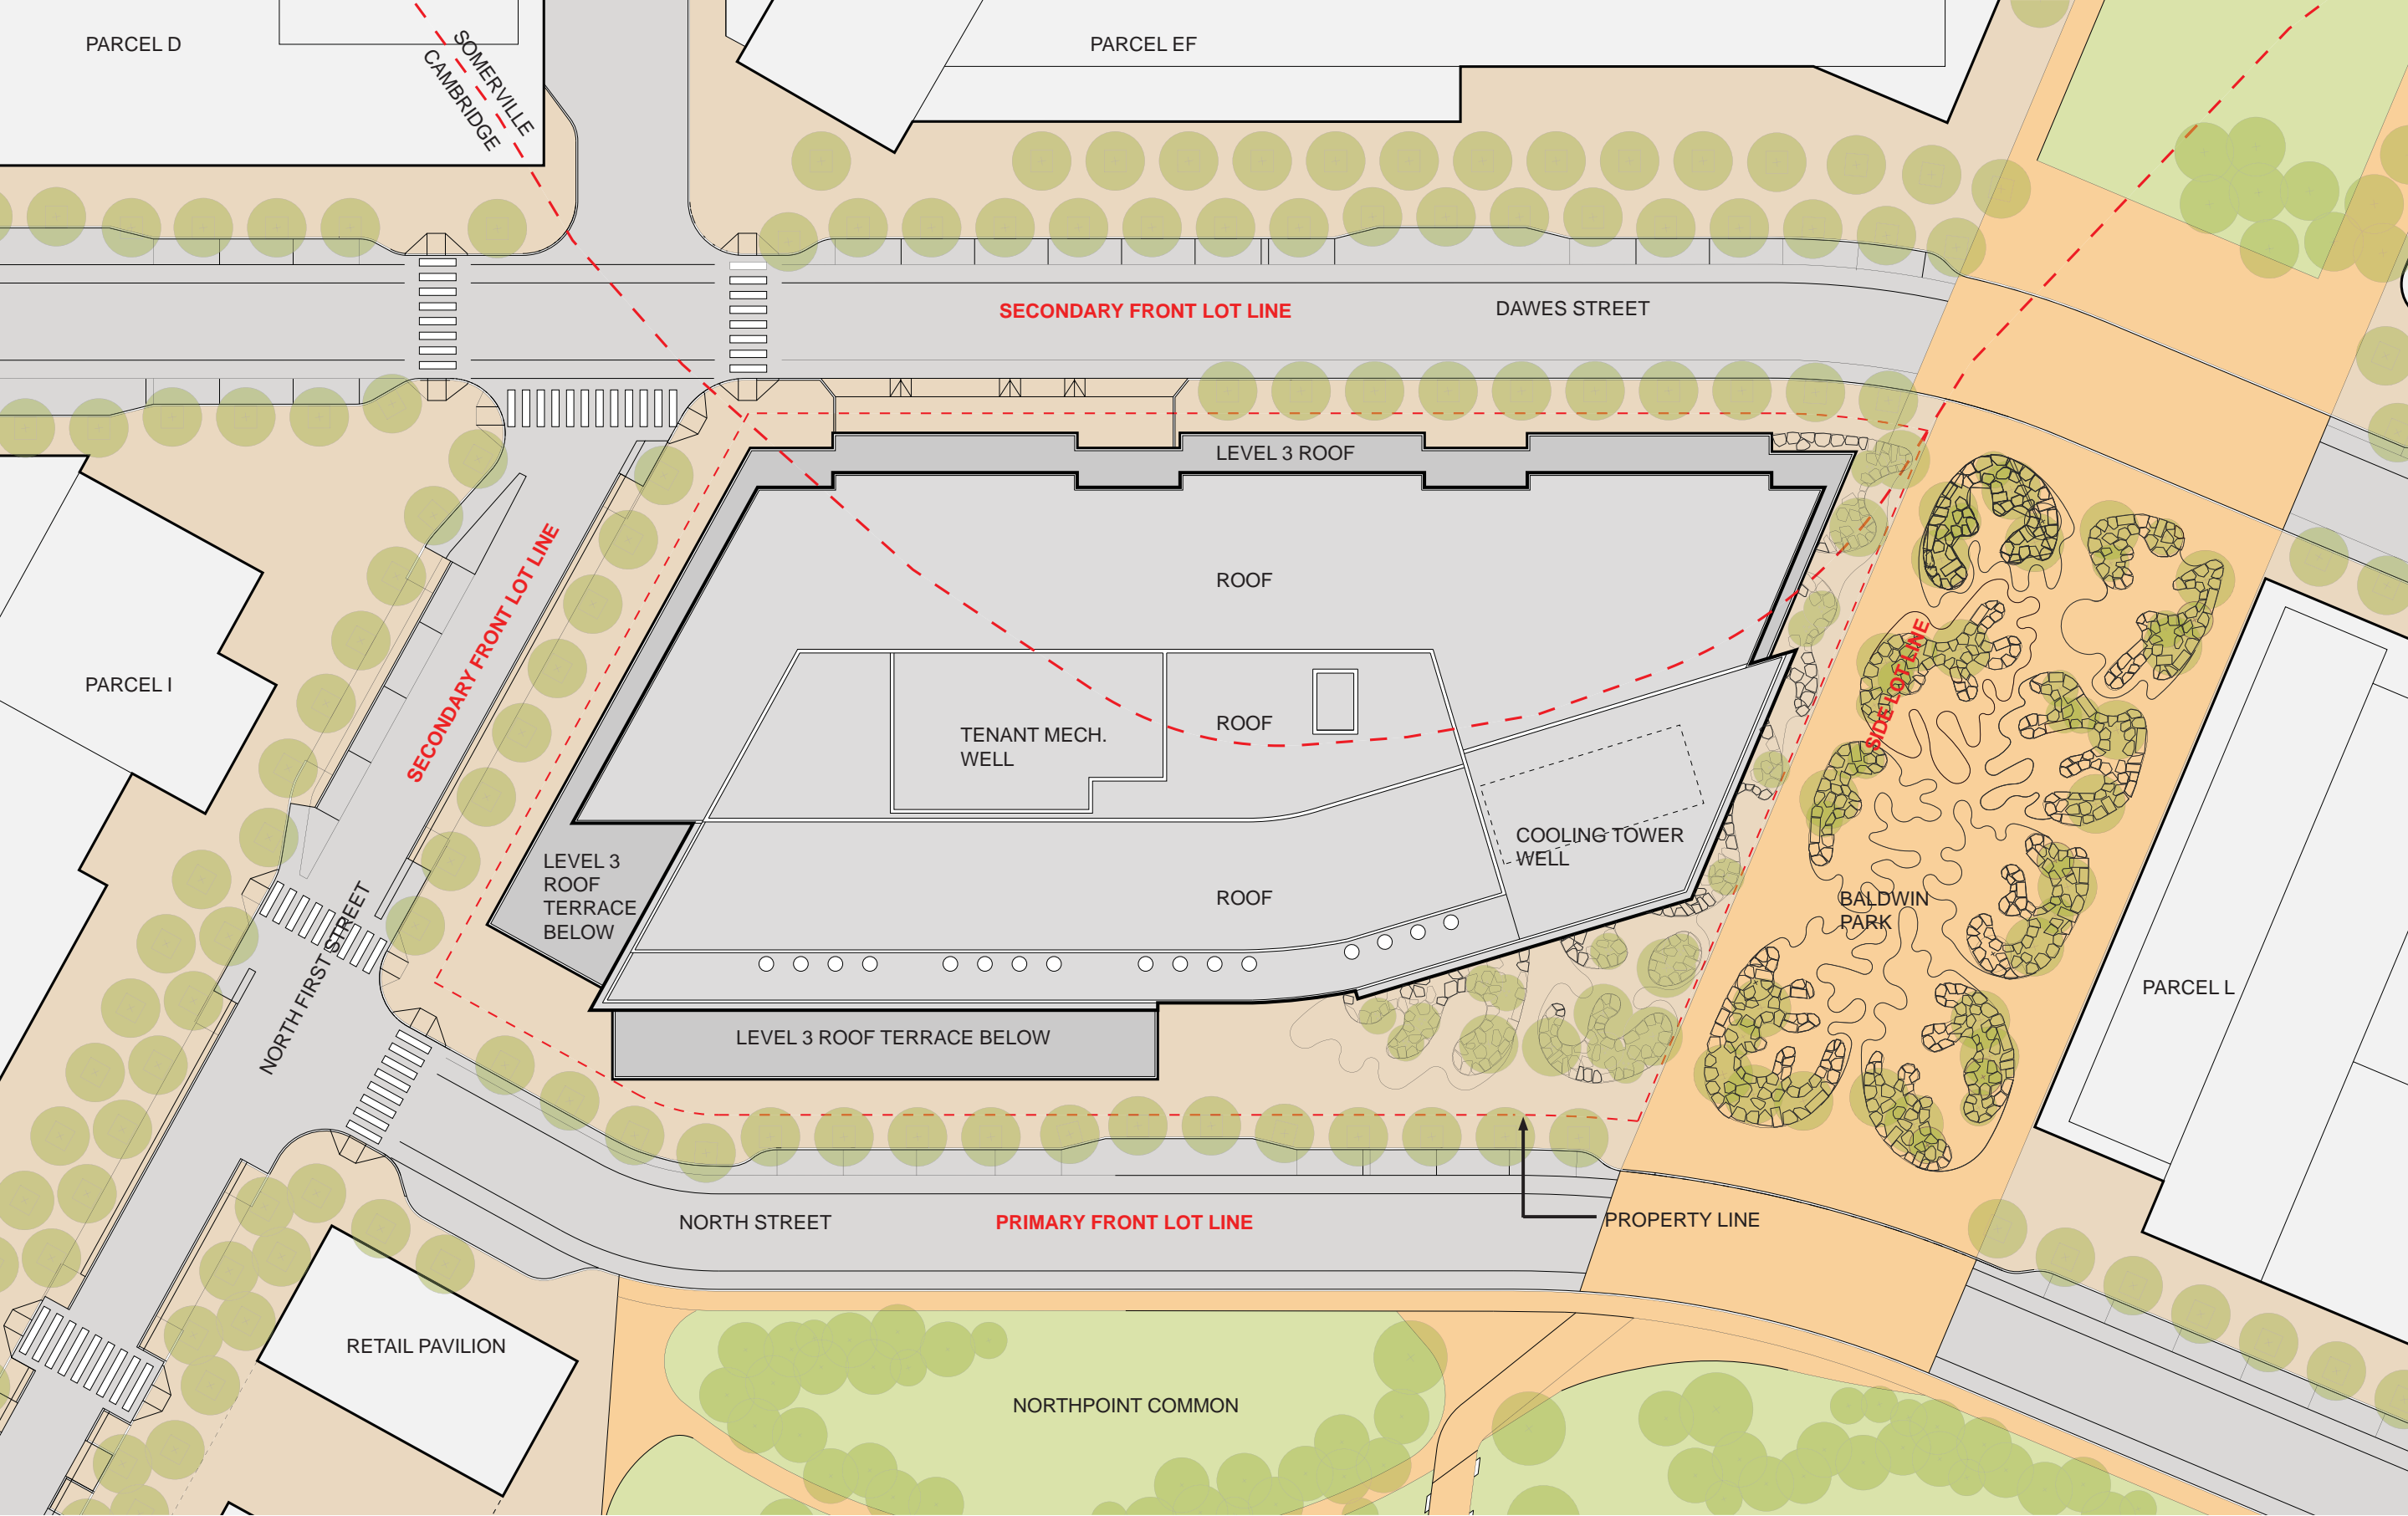 PARCEL D
SOMERVILLE
CAMBRIDGE
PARCEL EF
SECONDARY FRONT LOT LINE
DAWES STREET
LEVEL 3 ROOF
ROOF
SECONDARY FRONT LOT LINE
PARCEL I
TENANT MECH.
WELL
ROOF
SIDE LOT LINE
COOLING TOWER
WELL
LEVEL 3
ROOF
TERRACE
BELOW
ROOF
BALDWIN
PARK
NORTH FIRST STREET
PARCEL L
LEVEL 3 ROOF TERRACE BELOW
NORTH STREET
PRIMARY FRONT LOT LINE
PROPERTY LINE
RETAIL PAVILION
NORTHPOINT COMMON